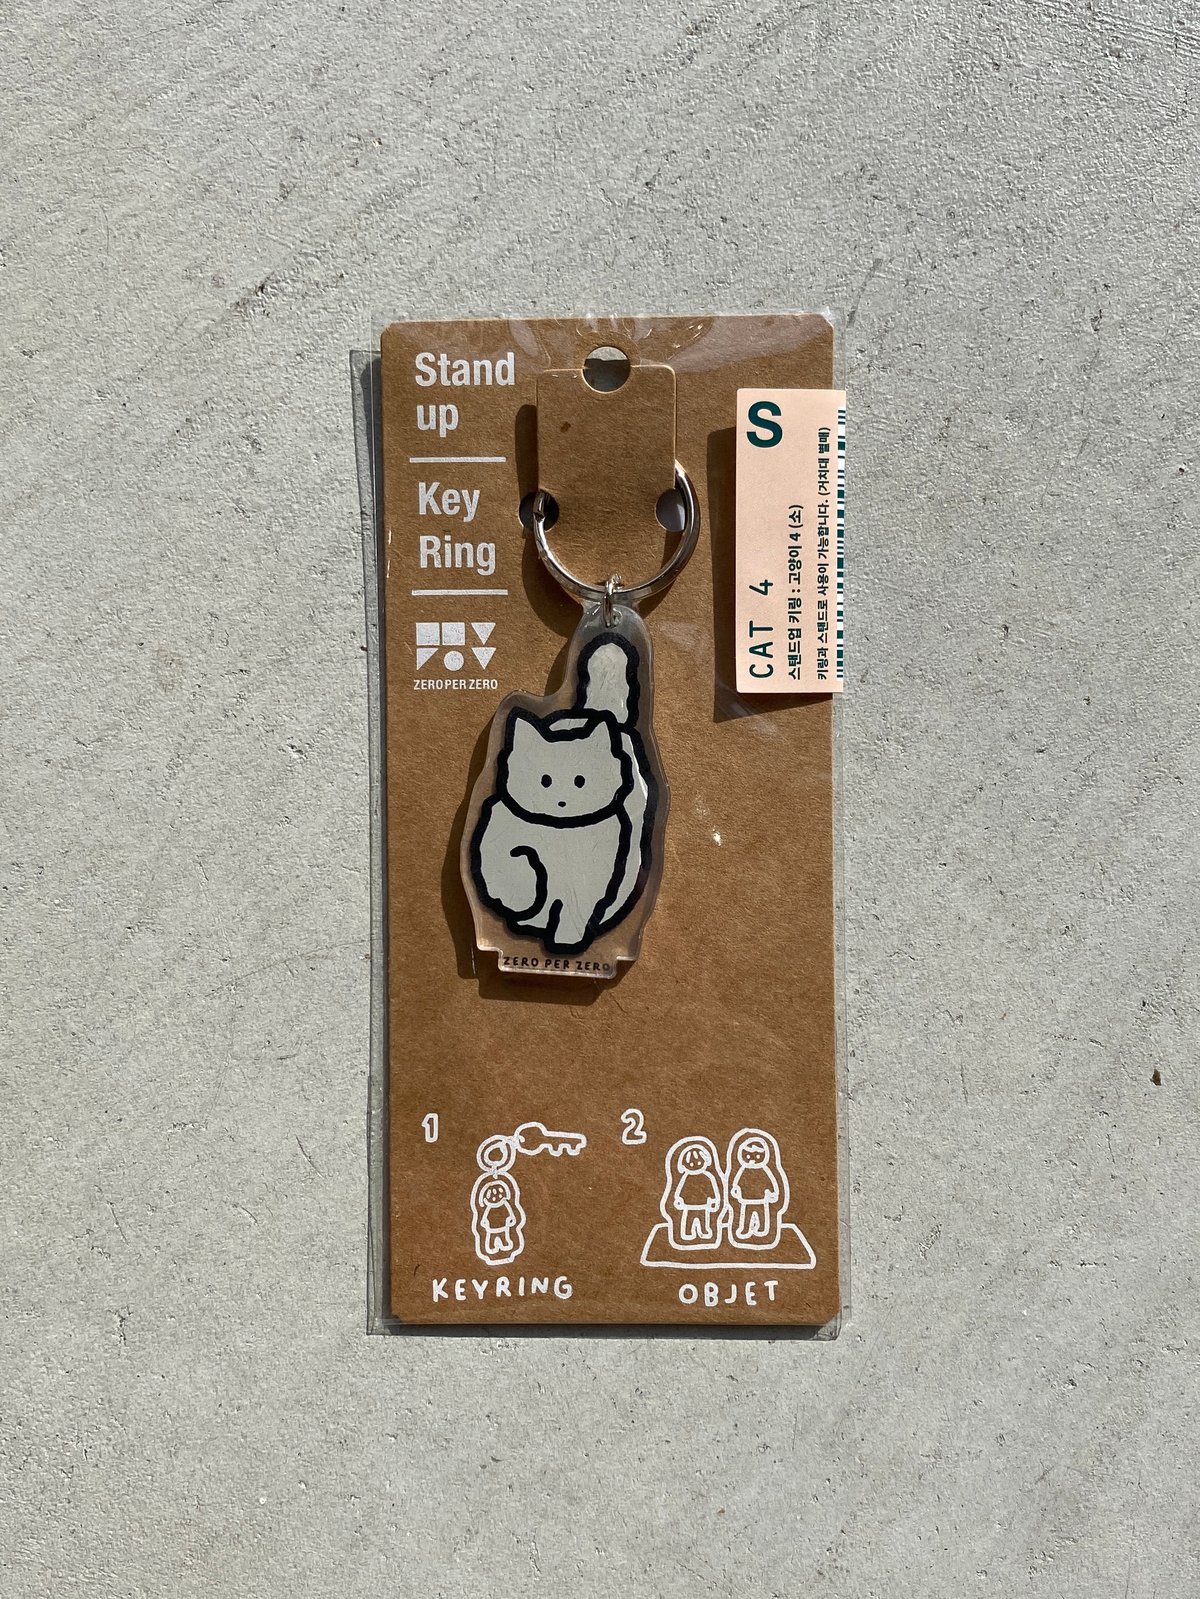 Stand
up
Key
Ring
ZERO PER ZERO
S
CAT 4
스탠드업 키링 : 고양이 4 (소)
키링과 스탠드로 사용이 가능합니다. (거치대 별매)
ZERO PER ZERO
1
KEYRING
2
OBJET